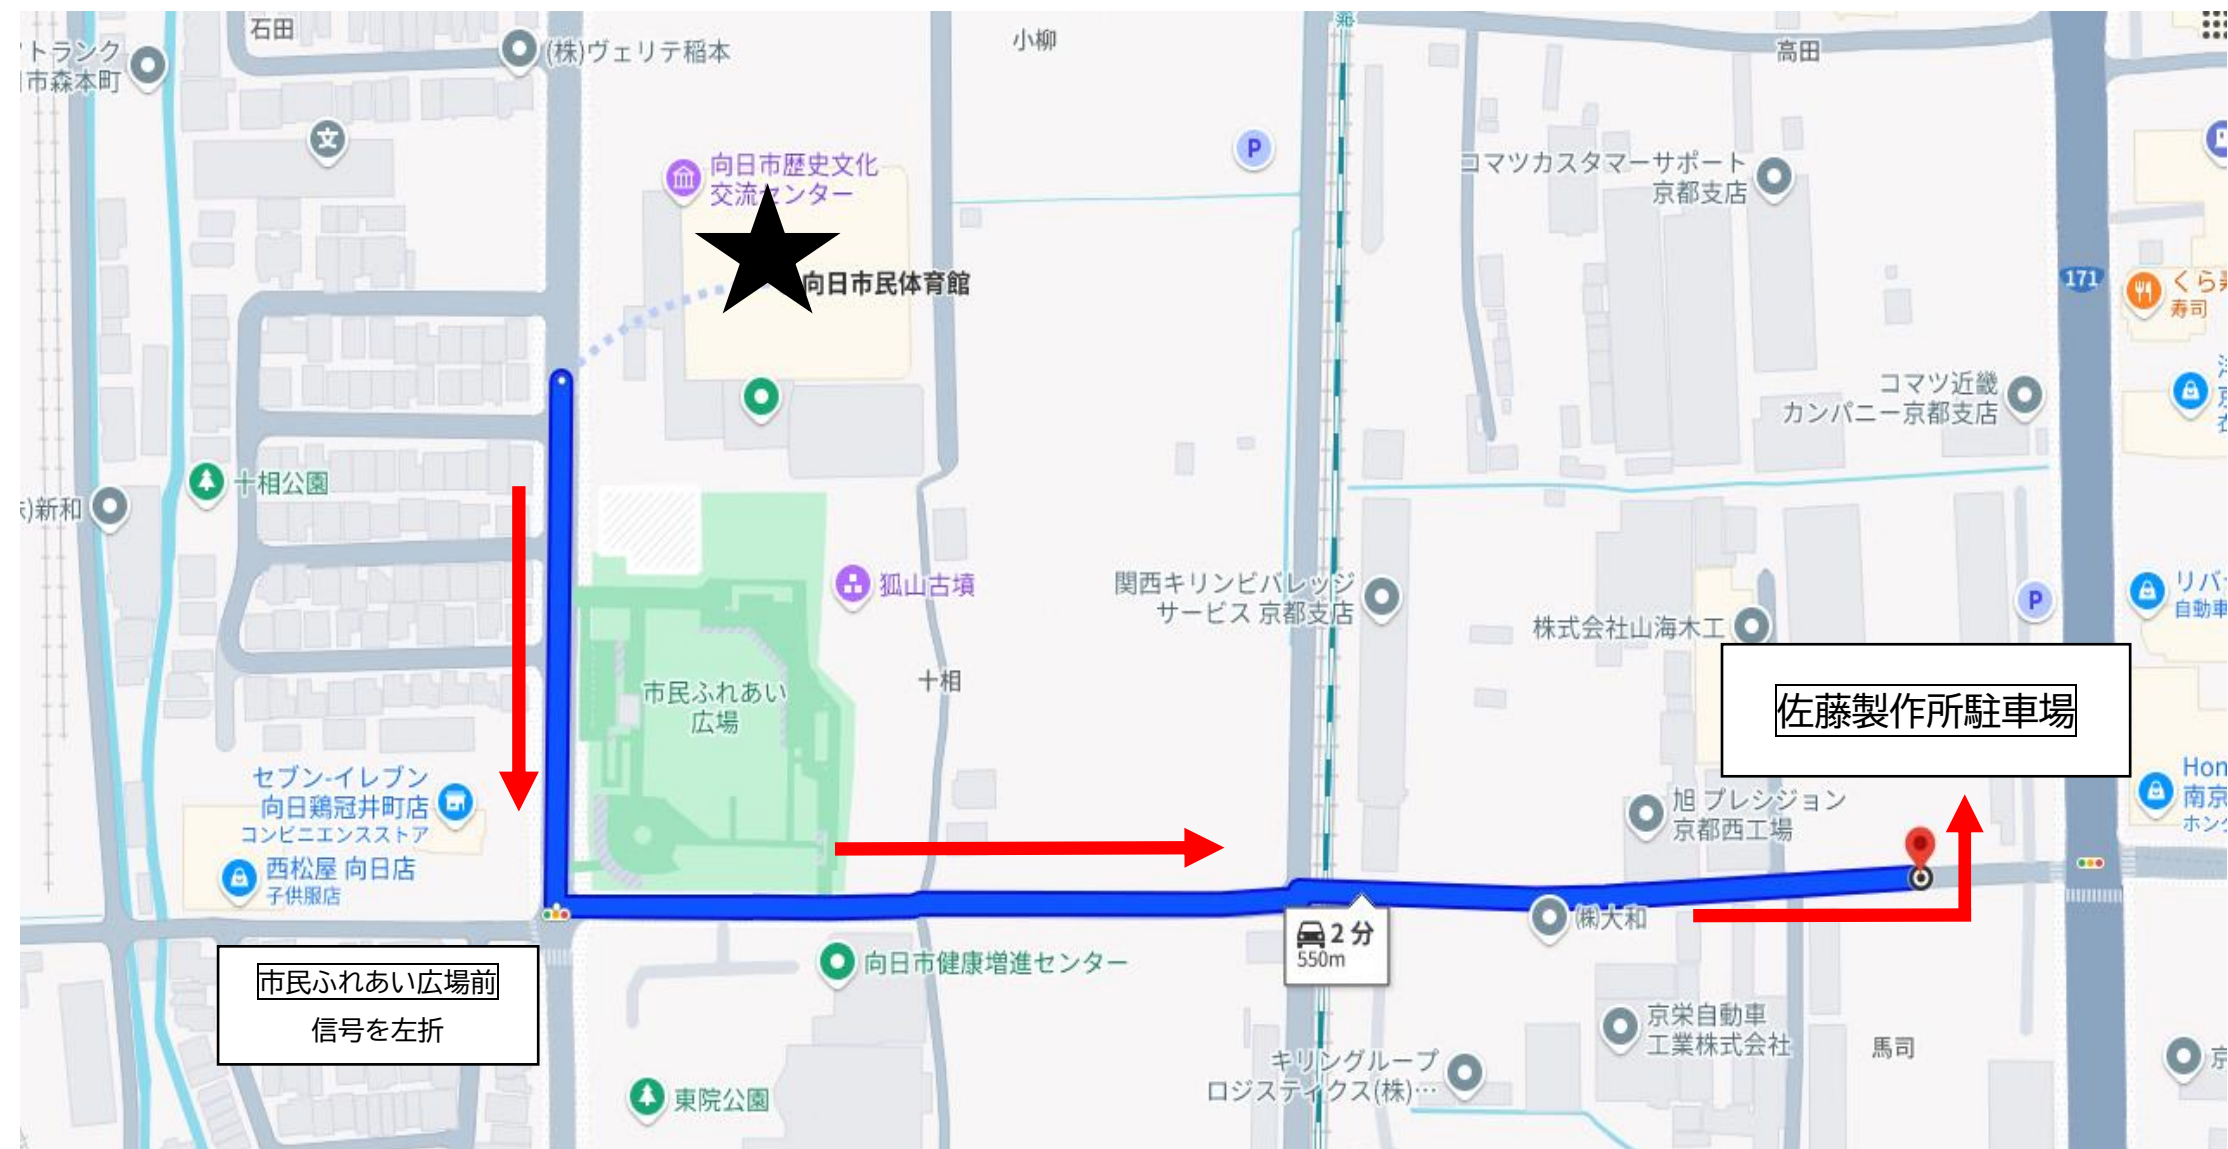 石田
(株)ヴェリテ稲本
小柳
高田
トランク
市森本町
向日市歴史文化
交流センター
P
コマツカスタマーサポート
京都支店
向日市民体育館
171
くら寿
寿司
コマツ近畿
カンパニー京都支店
十相公園
)新和
狐山古墳
関西キリンビバレッジ
サービス 京都支店
株式会社山海木工
P
リバ
自動車
十相
市民ふれあい
広場
佐藤製作所駐車場
セブン-イレブン
向日鶏冠井町店
コンビニエンスストア
西松屋 向日店
子供服店
旭 プレシジョン
京都西工場
Hon
南京
ホン
2 分
550m
㈱大和
市民ふれあい広場前
信号を左折
向日市健康増進センター
京栄自動車
工業株式会社
馬司
キリングループ
ロジスティクス(株)…
東院公園
京